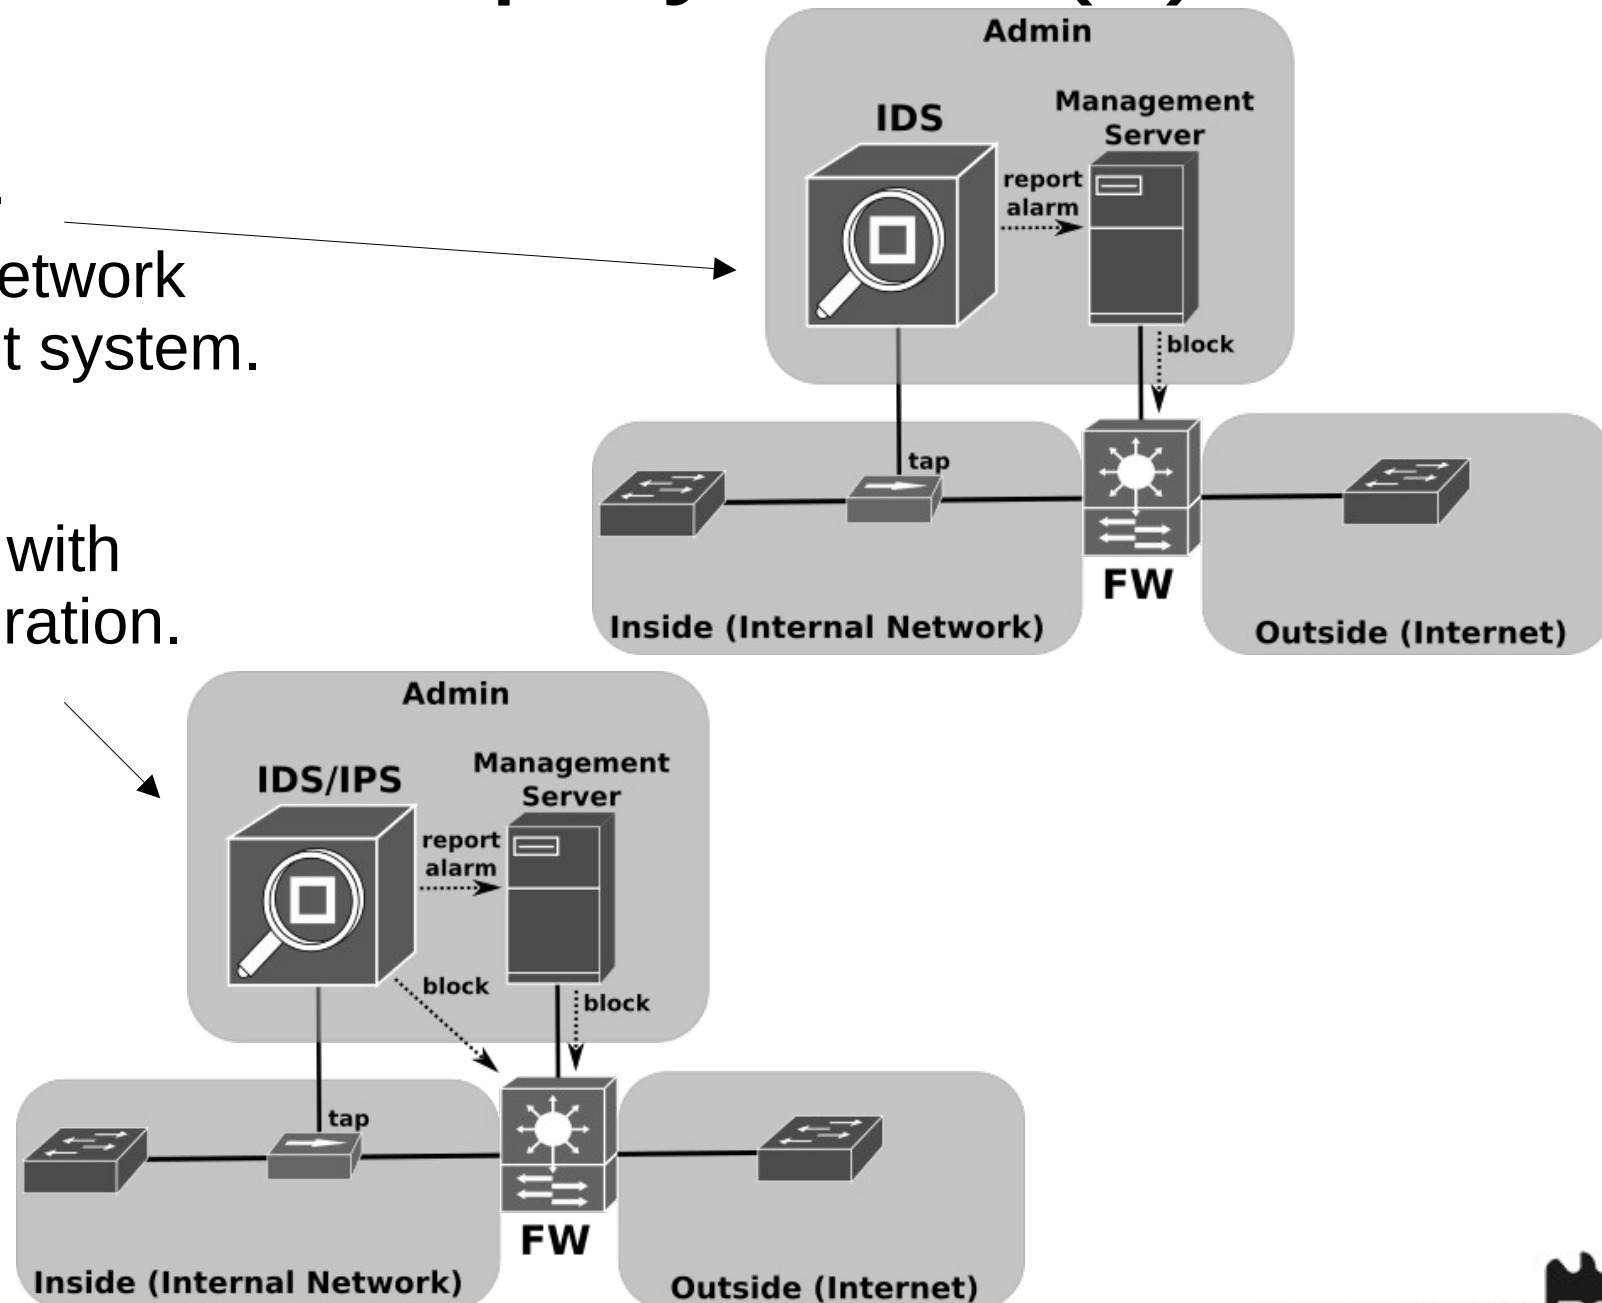 Admin
IDS
Management
Server
report
alarm
block
etwork
t system.
tap
FW
Inside (Internal Network)
Outside (Internet)
with
ration.
Admin
IDS/IPS
Management
Server
report
alarm
block
block
tap
FW
Inside (Internal Network)
Outside (Internet)